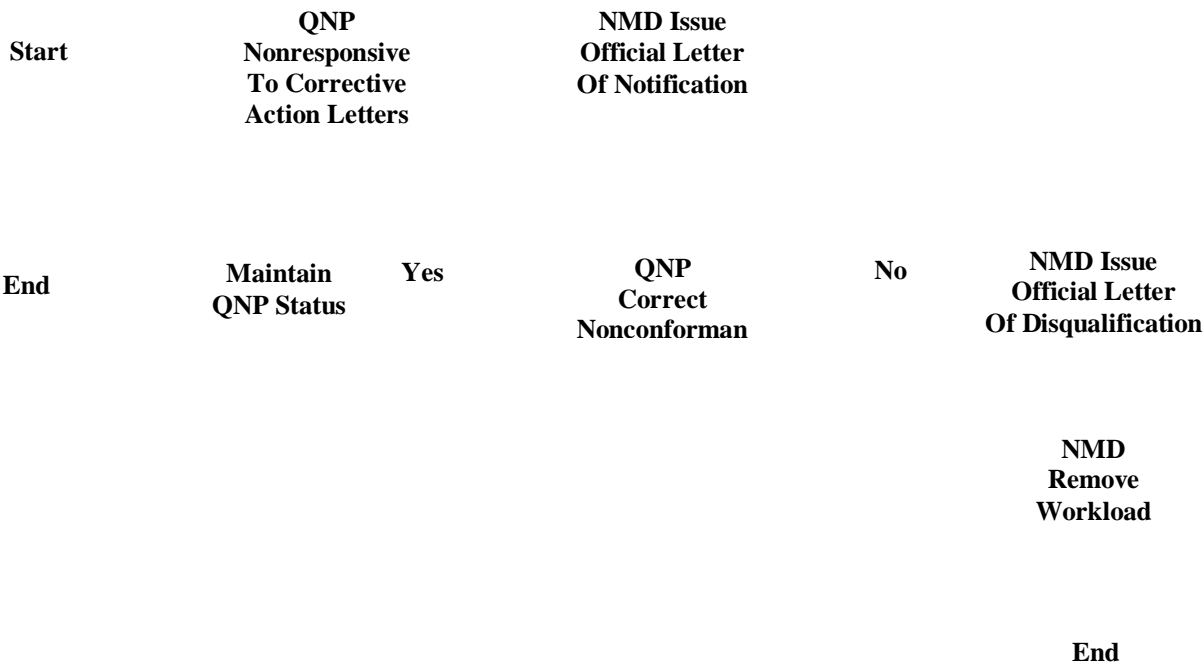 Start
QNP
Nonresponsive
To Corrective
Action Letters
NMD Issue
Official Letter
Of Notification
End
Maintain
QNP Status
Yes
QNP
Correct
Nonconforman
No
NMD Issue
Official Letter
Of Disqualification
NMD
Remove
Workload
End